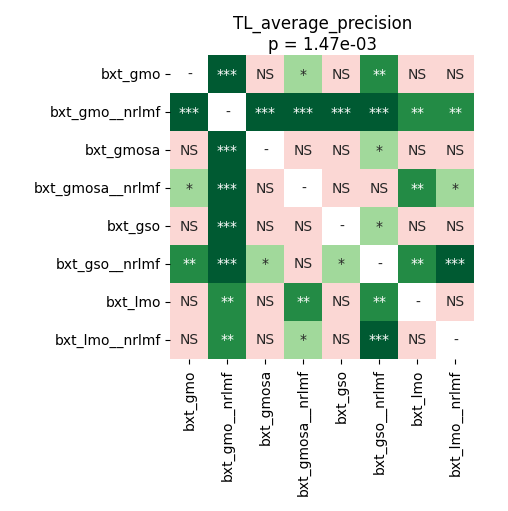 TL_average_precision
p = 1.47e-03
bxt_gmo - *** NS * NS ** NS NS
bxt_gmo__nrlmf *** - *** *** *** *** ** **
bxt_gmosa NS *** - NS NS * NS NS
bxt_gmosa__nrlmf * *** NS - NS NS ** *
bxt_gso NS *** NS NS - * NS NS
bxt_gso__nrlmf ** *** * NS * - ** ***
bxt_lmo NS ** NS ** NS ** - NS
bxt_lmo__nrlmf NS ** NS * NS *** NS -
bxt_gmo
bxt_gmo__nrlmf
bxt_gmosa
bxt_gmosa__nrlmf
bxt_gso
bxt_gso__nrlmf
bxt_lmo
bxt_lmo__nrlmf